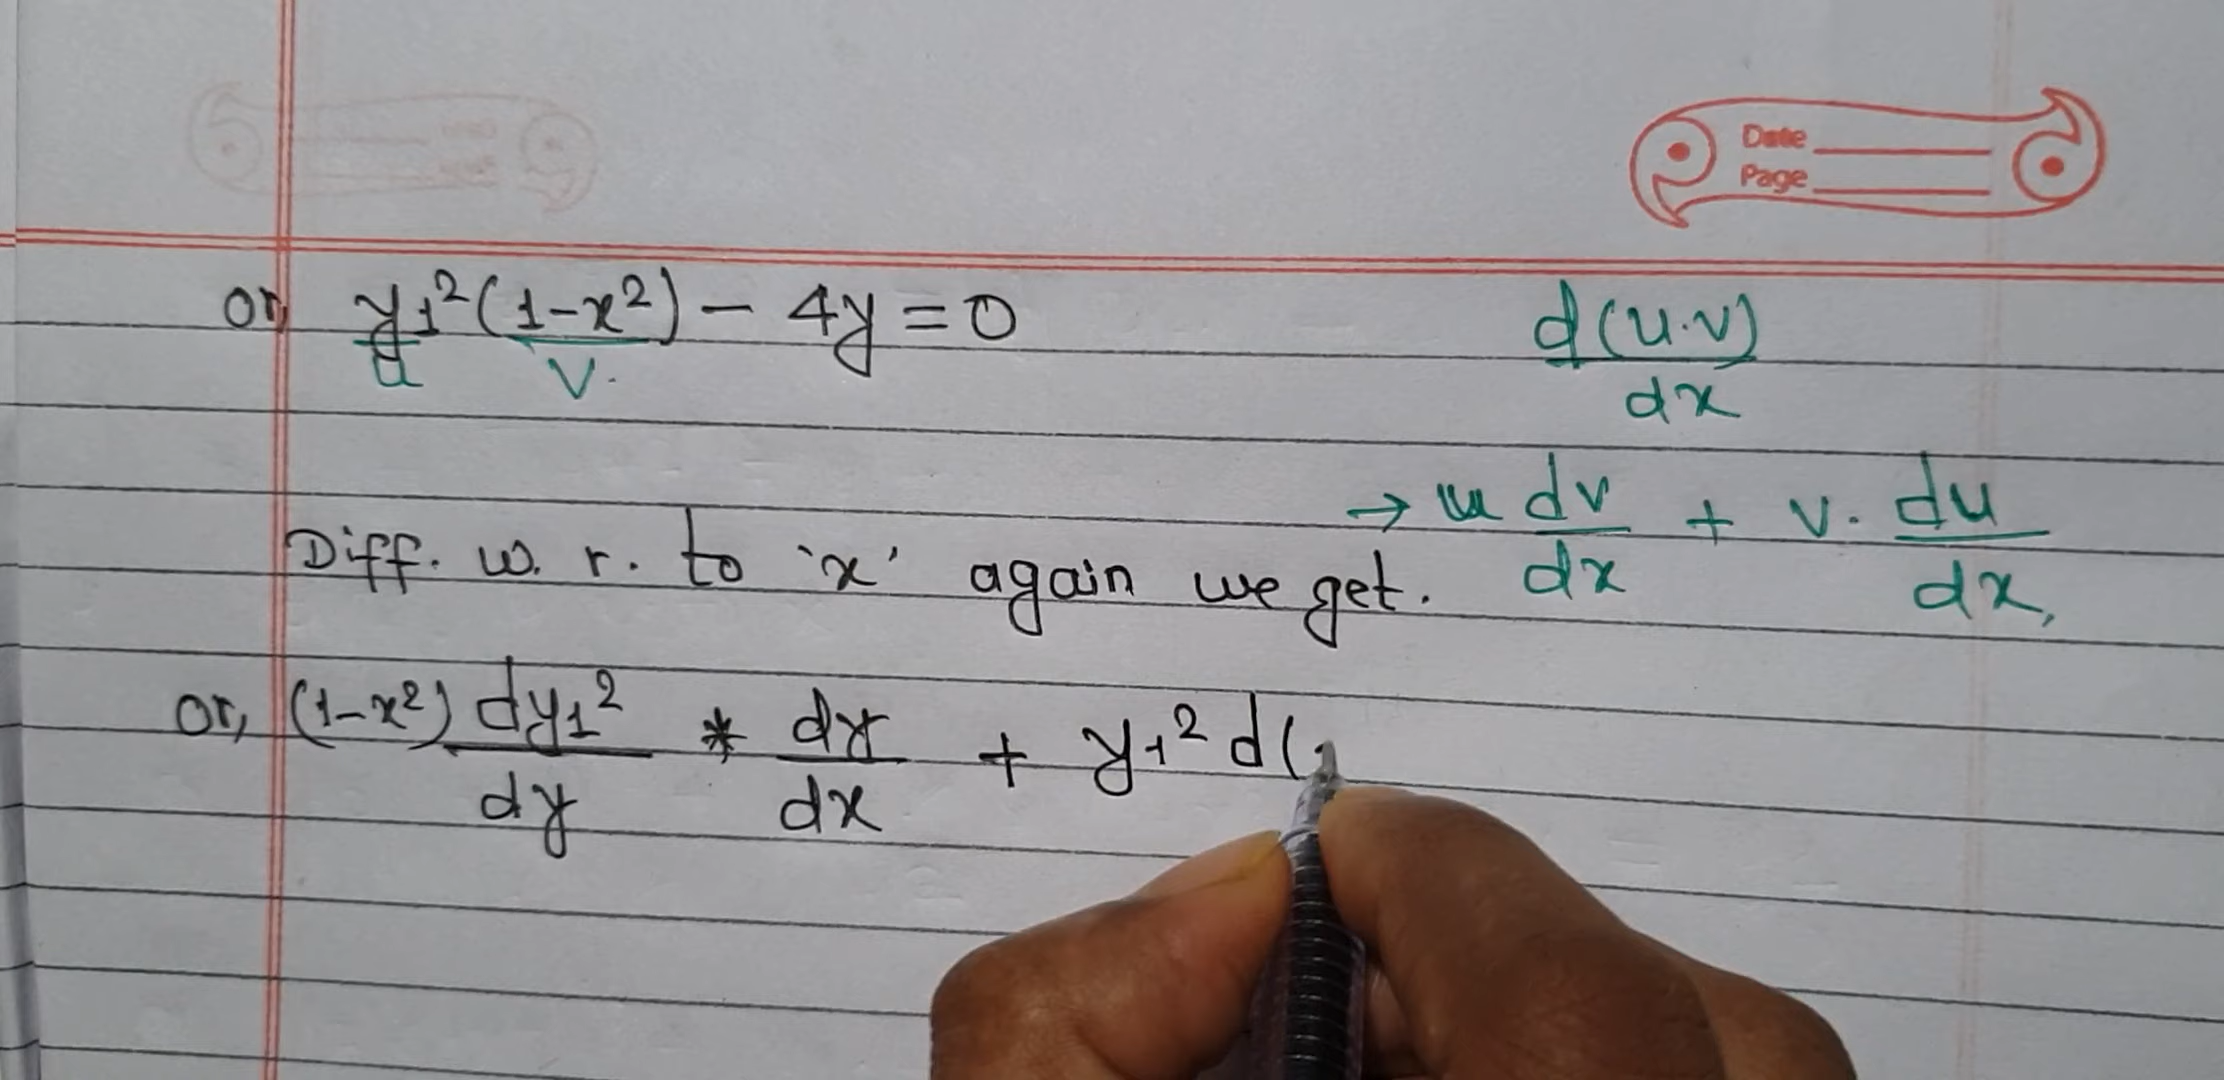 Date
Page
or, y₁²(1-x²) - 4y = 0
u v.
d(u.v)
dx
→ u dv/dx + v. du/dx,
Diff. w. r. to 'x' again we get.
or, (1-x²) dy₁²/dy * dy/dx + y₁² d(